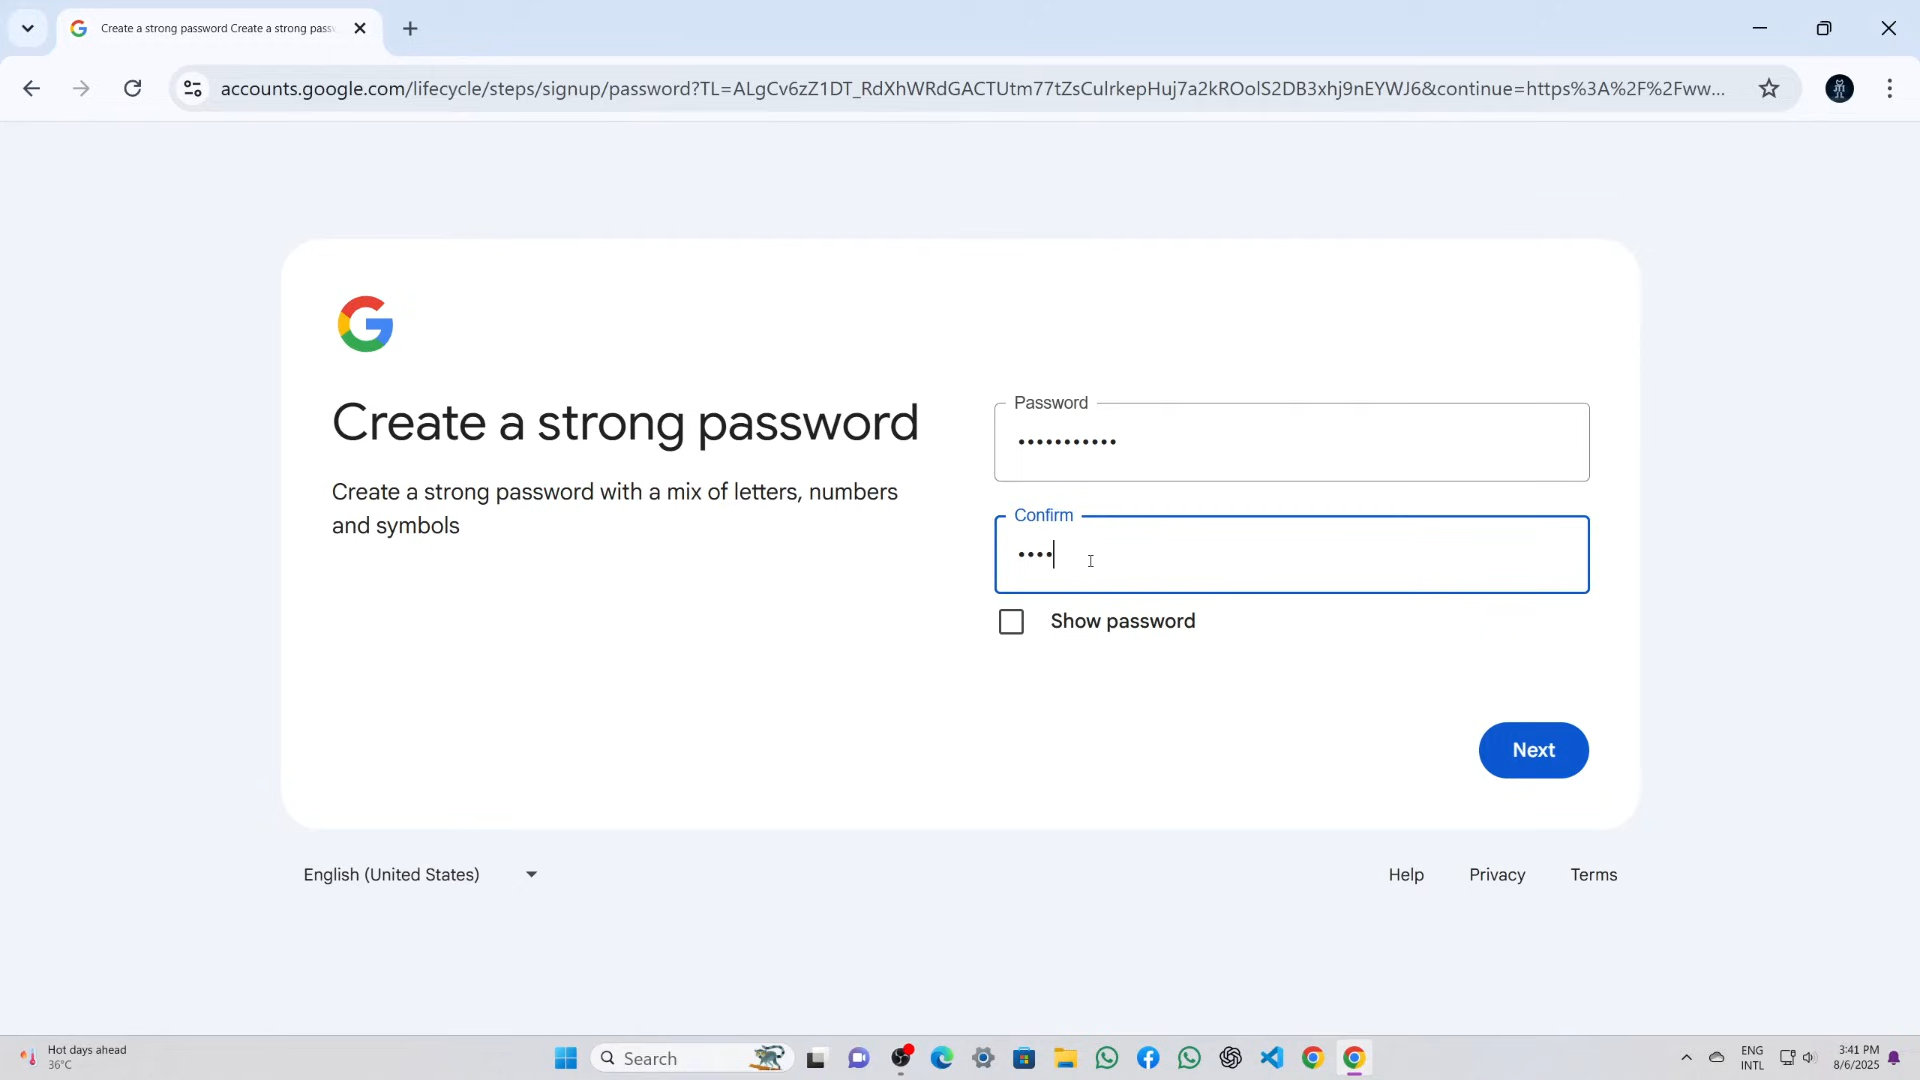 Create a strong password Create a strong pass
accounts.google.com/lifecycle/steps/signup/password?TL=ALgCv6zZ1DT_RdXhWRdGACTUtm77tZsCulrkepHuj7a2kROolS2DB3xhj9nEYWJ6&continue=https%3A%2F%2Fww...
Create a strong password
Create a strong password with a mix of letters, numbers
and symbols
Password
•••••••••••
Confirm
••••
Show password
Next
English (United States)
Help
Privacy
Terms
Hot days ahead
36°C
Search
ENG
INTL
3:41 PM
8/6/2025